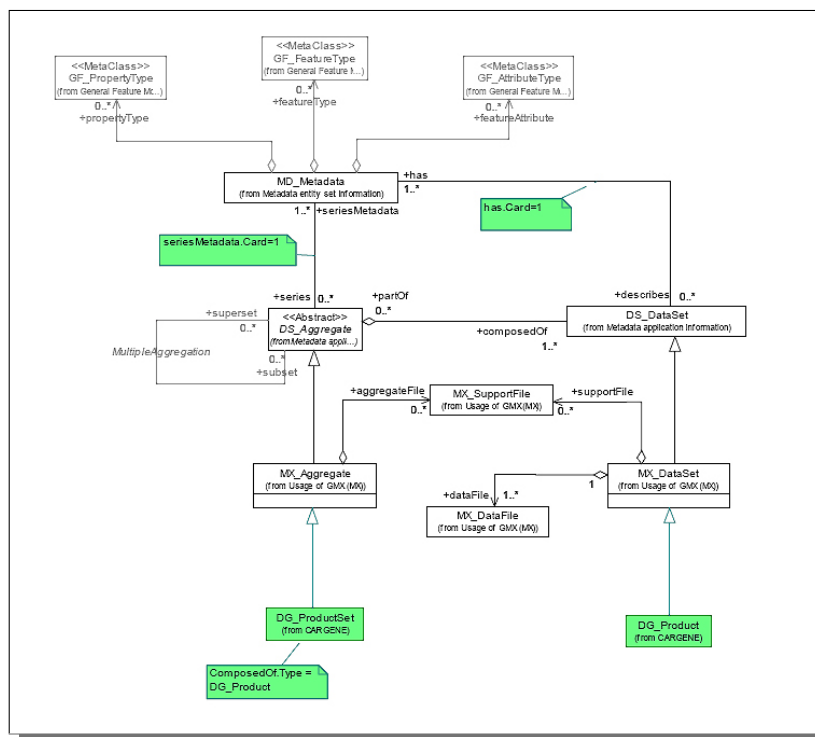 <<MetaClass>>
GF_PropertyType
(from General Feature Mc...)
<<MetaClass>>
GF_FeatureType
(from General Feature M...)
<<MetaClass>>
GF_AttributeType
(from General Feature M...)
0..*
+propertyType
0..*
+featureType
0..*
+featureAttribute
MD_Metadata
(from Metadata entity set information)
+has
1..*
1..*
+seriesMetadata
has.Card=1
seriesMetadata.Card=1
+series
0..*
+partOf
0..*
+describes
0..*
+superset
0..*
<<Abstract>>
DS_Aggregate
(from Metadata appli...)
DS_DataSet
(from Metadata application information)
+composedOf
1..*
MultipleAggregation
0..*
+subset
+aggregateFile
0..*
MX_SupportFile
(from Usage of GMX (MX))
+supportFile
0..*
MX_Aggregate
(from Usage of GMX (MX))
MX_DataSet
(from Usage of GMX (MX))
1
+dataFile
1..*
MX_DataFile
(from Usage of GMX (MX))
DG_ProductSet
(from CARGENE)
DG_Product
(from CARGENE)
ComposedOf.Type =
DG_Product